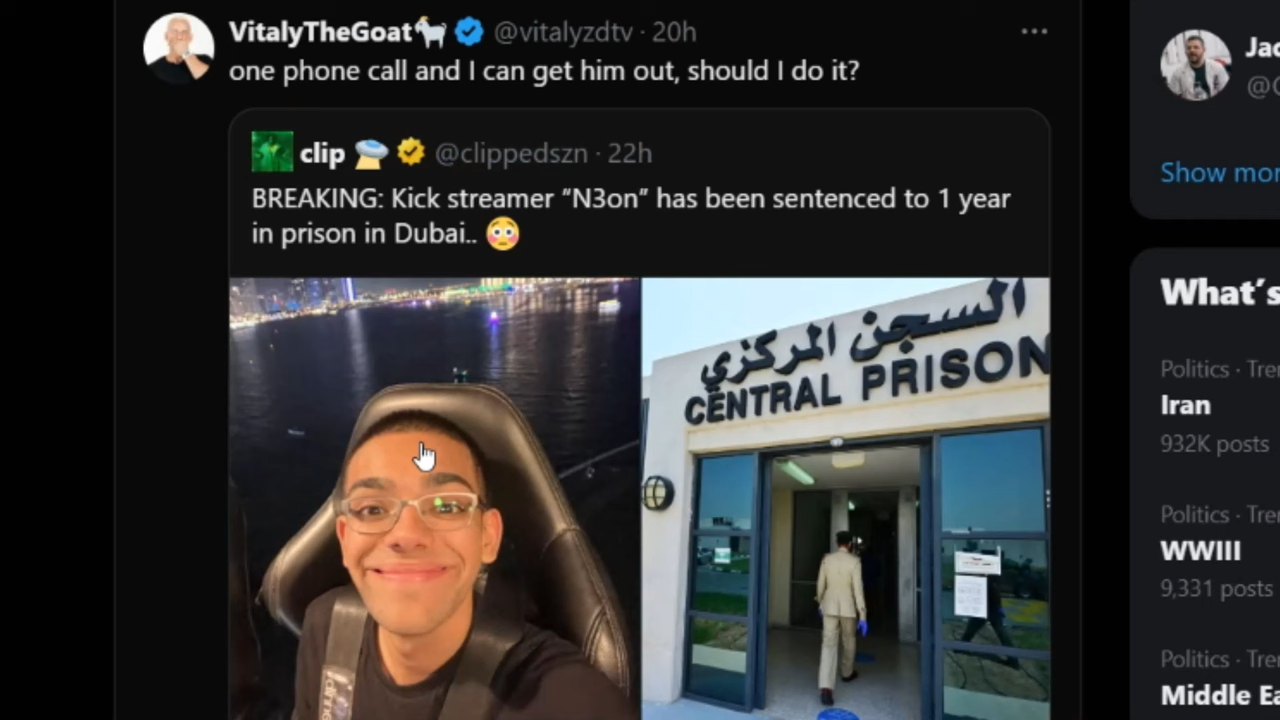 VitalyTheGoat🐐 @vitalyzdtv · 20h
one phone call and I can get him out, should I do it?
clip 🛸 @clippedszn · 22h
BREAKING: Kick streamer “N3on” has been sentenced to 1 year
in prison in Dubai.. 😳
السجن المركزي
CENTRAL PRISON
Show mor
What’s
Politics · Tre
Iran
932K posts
Politics · Tre
WWIII
9,331 posts
Politics · Tre
Middle Ea